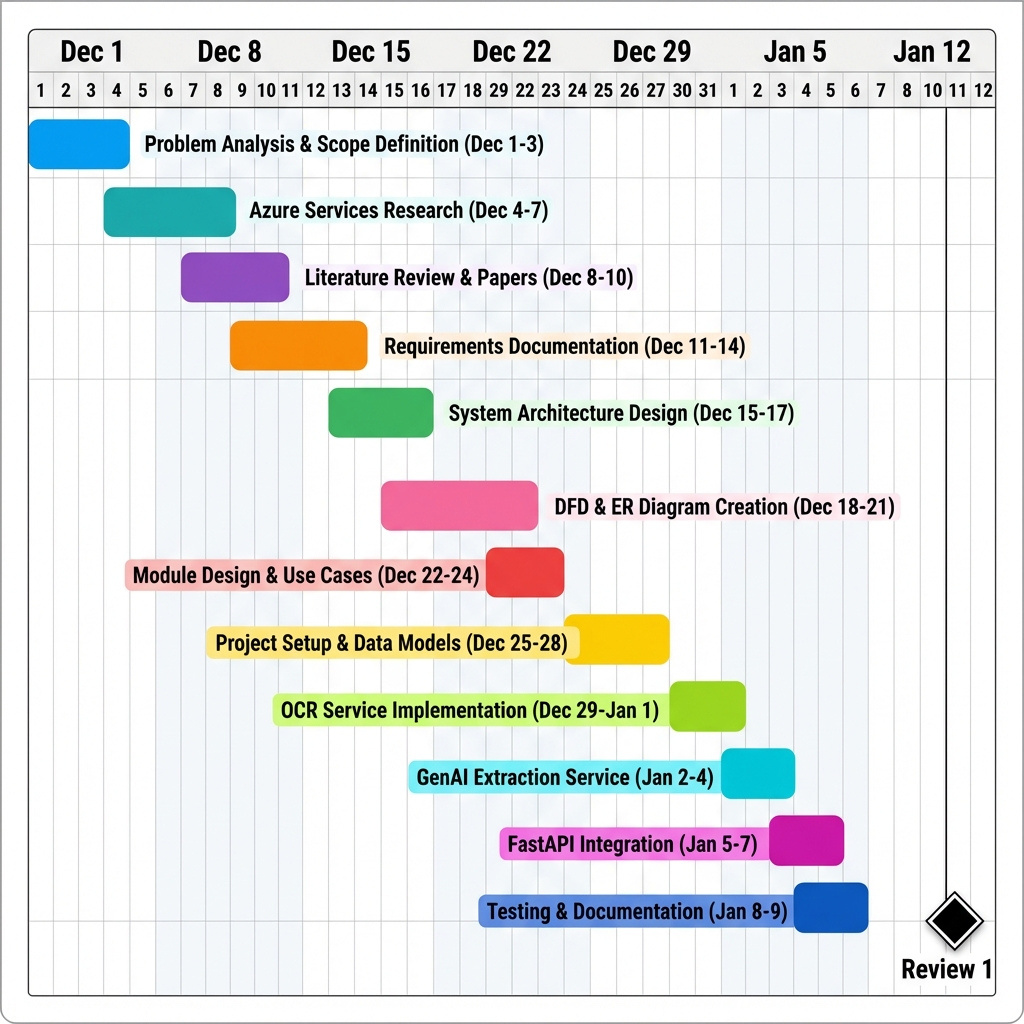 Dec 1 Dec 8 Dec 15 Dec 22 Dec 29 Jan 5 Jan 12
1 2 3 4 5 6 7 8 10 11 12 13 14 15 16 17 18 29 22 23 24 25 26 27 30 31 1 2 3 4 5 6 7 8 10 11 12
Problem Analysis & Scope Definition (Dec 1-3)
Azure Services Research (Dec 4-7)
Literature Review & Papers (Dec 8-10)
Requirements Documentation (Dec 11-14)
System Architecture Design (Dec 15-17)
DFD & ER Diagram Creation (Dec 18-21)
Module Design & Use Cases (Dec 22-24)
Project Setup & Data Models (Dec 25-28)
OCR Service Implementation (Dec 29-Jan 1)
GenAI Extraction Service (Jan 2-4)
FastAPI Integration (Jan 5-7)
Testing & Documentation (Jan 8-9)
Review 1